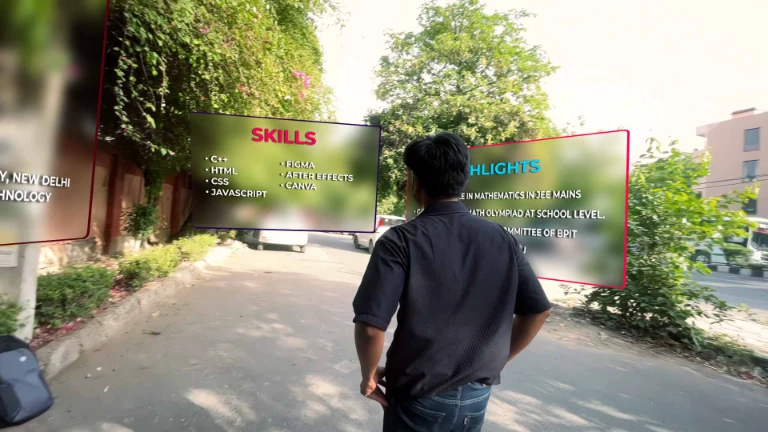 Y, NEW DELHI
HNOLOGY
SKILLS
• C++
• HTML
• CSS
• JAVASCRIPT
• FIGMA
• AFTER EFFECTS
• CANVA
HLIGHTS
E IN MATHEMATICS IN JEE MAINS
ATH OLYMPIAD AT SCHOOL LEVEL.
OMMITTEE OF BPIT